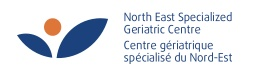 North East Specialized
Geriatric Centre
Centre gériatrique
spécialisé du Nord-Est